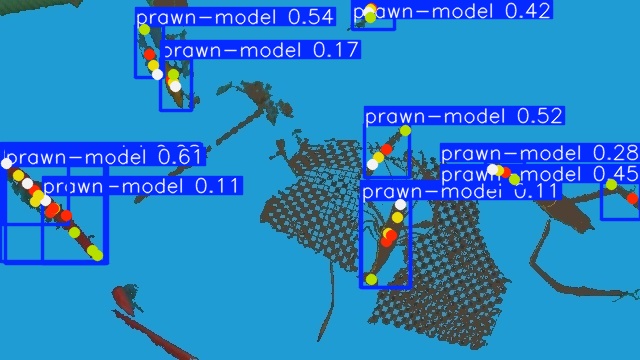 prawn-model 0.42
prawn-model 0.54
prawn-model 0.17
prawn-model 0.52
prawn-model 0.61
prawn-model 0.28
prawn-model 0.45
prawn-model 0.11
prawn-model 0.11